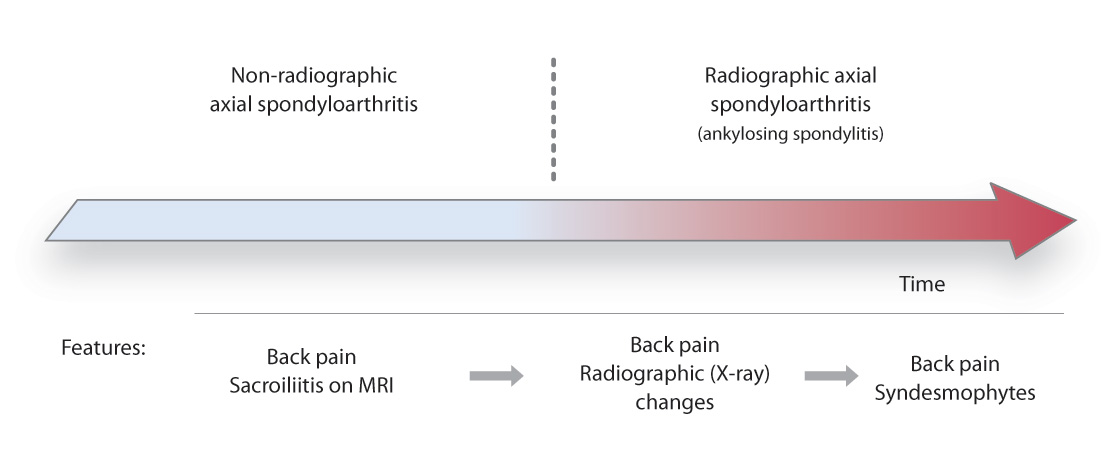 Non-radiographic
axial spondyloarthritis
Radiographic axial
spondyloarthritis
(ankylosing spondylitis)
Time
Features:
Back pain
Sacroiliitis on MRI
Back pain
Radiographic (X-ray)
changes
Back pain
Syndesmophytes